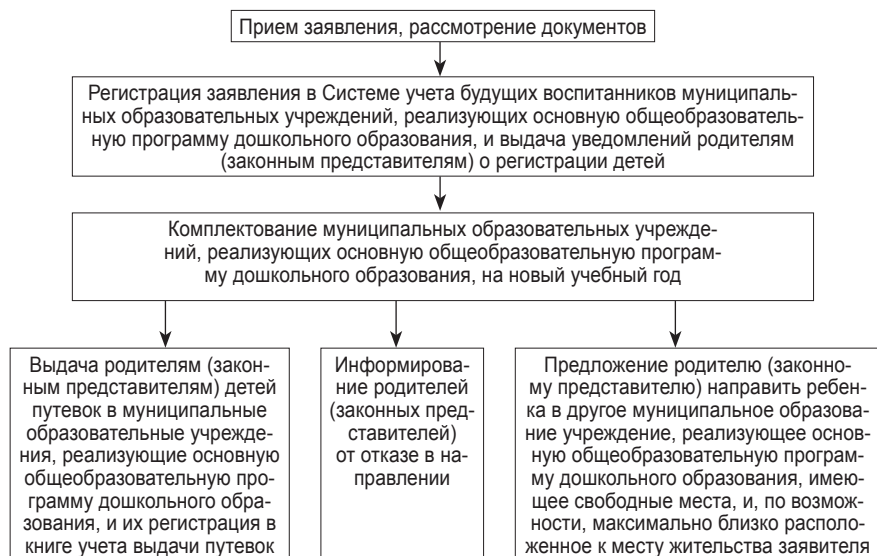 Прием заявления, рассмотрение документов
Регистрация заявления в Системе учета будущих воспитанников муниципаль-
ных образовательных учреждений, реализующих основную общеобразователь-
ную программу дошкольного образования, и выдача уведомлений родителям
(законным представителям) о регистрации детей
Комплектование муниципальных образовательных учрежде-
ний, реализующих основную общеобразовательную програм-
му дошкольного образования, на новый учебный год
Выдача родителям (закон-
ным представителям) детей
путевок в муниципальные
образовательные учрежде-
ния, реализующие основную
общеобразовательную про-
грамму дошкольного обра-
зования, и их регистрация в
книге учета выдачи путевок
Информирова-
ние родителей
(законных пред-
ставителей)
от отказе в на-
правлении
Предложение родителю (законно-
му представителю) направить ребен-
ка в другое муниципальное образова-
ние учреждение, реализующее основ-
ную общеобразовательную програм-
му дошкольного образования, имею-
щее свободные места, и, по возмож-
ности, максимально близко располо-
женное к месту жительства заявителя